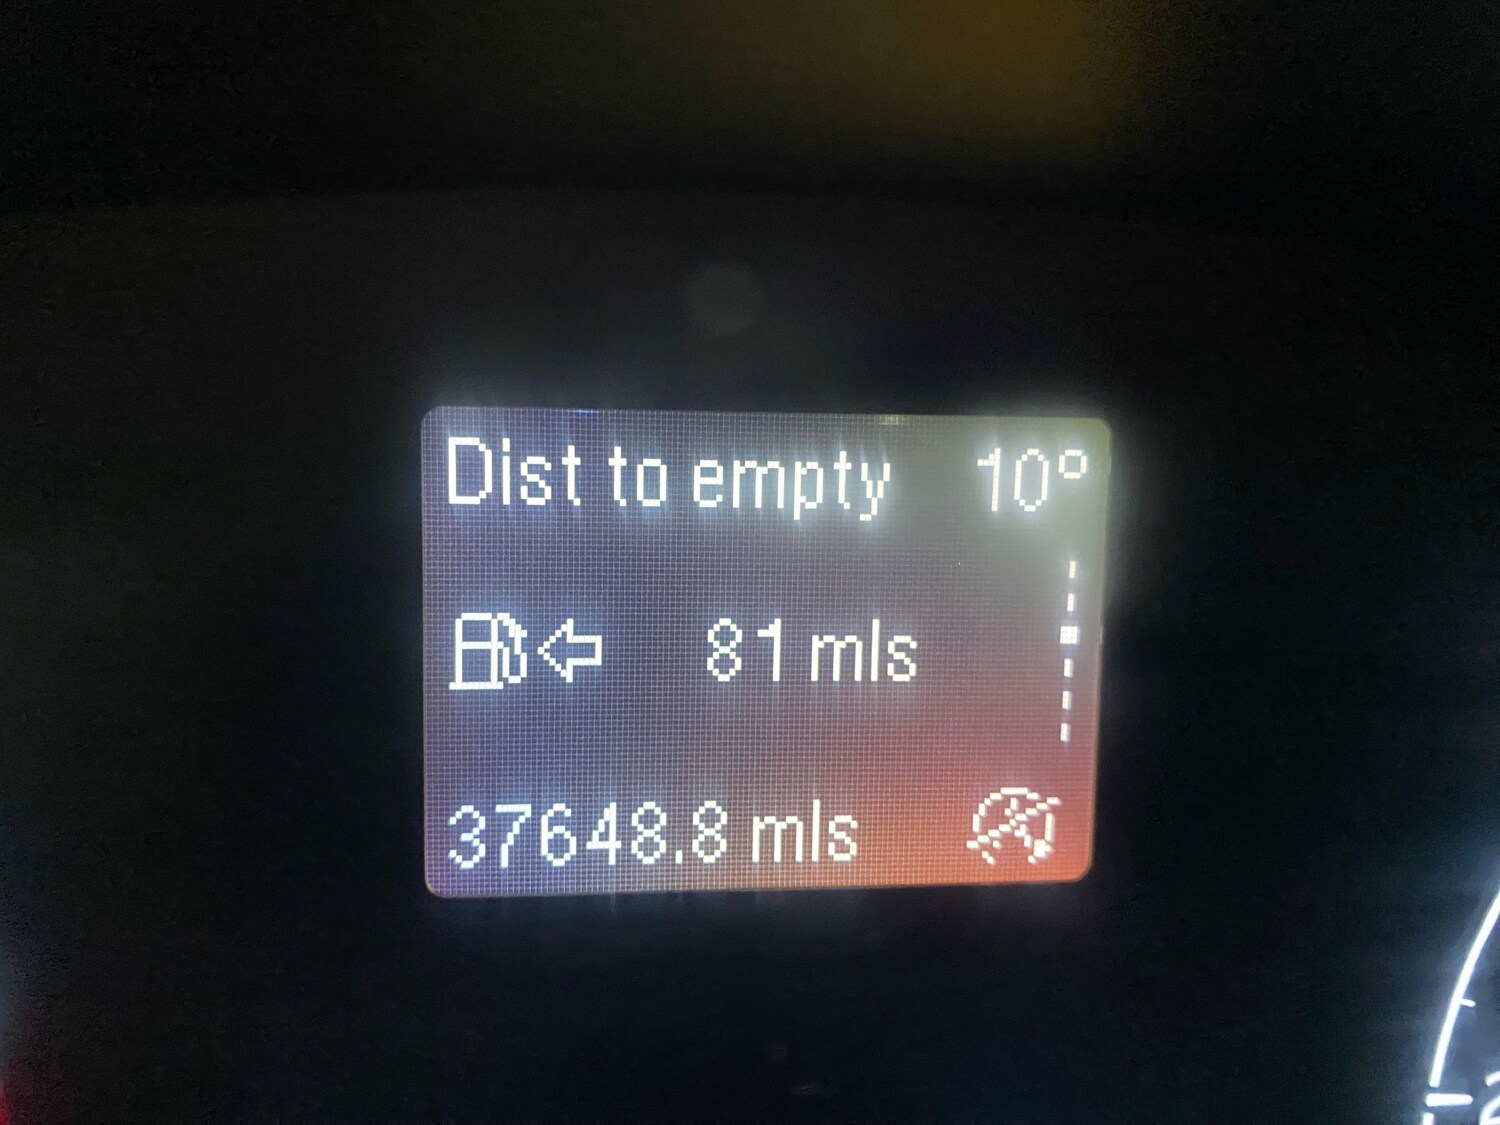 Dist to empty 10°
81 mls
37648.8 mls